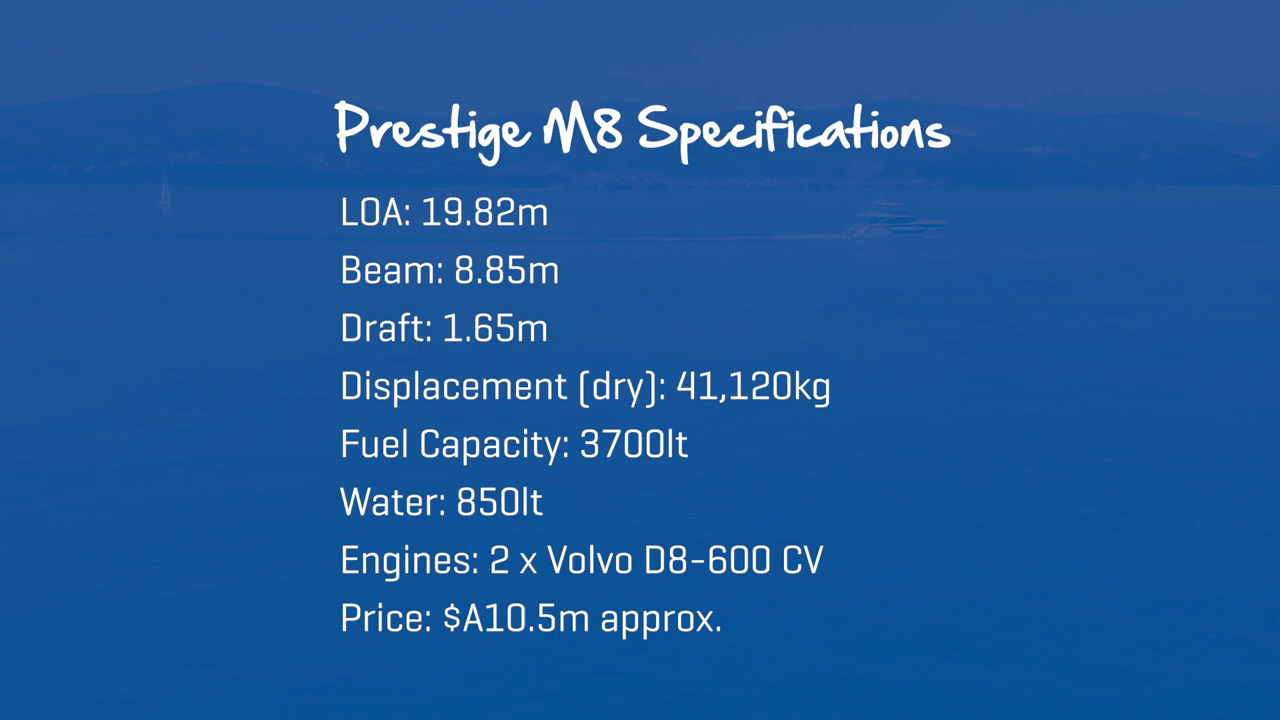 Prestige M8 Specifications
LOA: 19.82m
Beam: 8.85m
Draft: 1.65m
Displacement (dry): 41,120kg
Fuel Capacity: 3700lt
Water: 850lt
Engines: 2 x Volvo D8-600 CV
Price: $A10.5m approx.